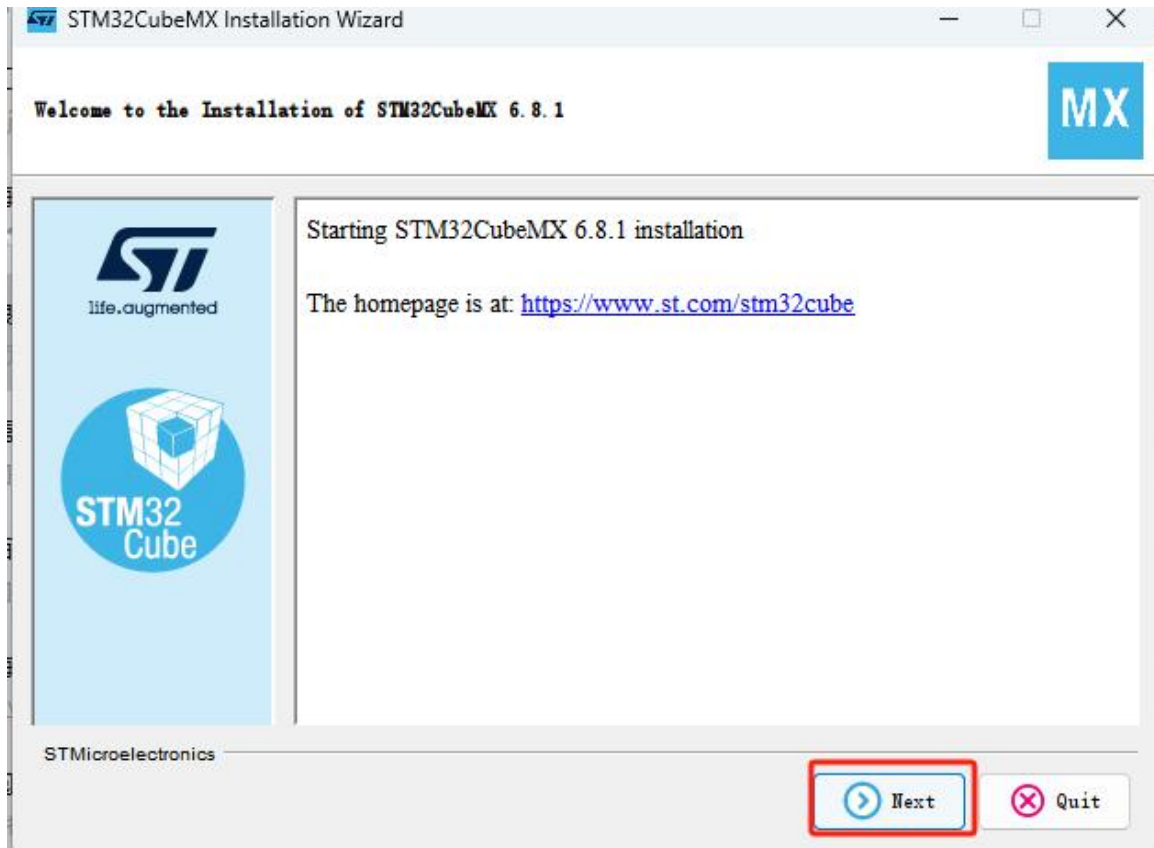 STM32CubeMX Installation Wizard
Welcome to the Installation of STM32CubeMX 6.8.1
MX
ST
life.augmented
STM32
Cube
Starting STM32CubeMX 6.8.1 installation
The homepage is at: https://www.st.com/stm32cube
STMicroelectronics
Next
Quit